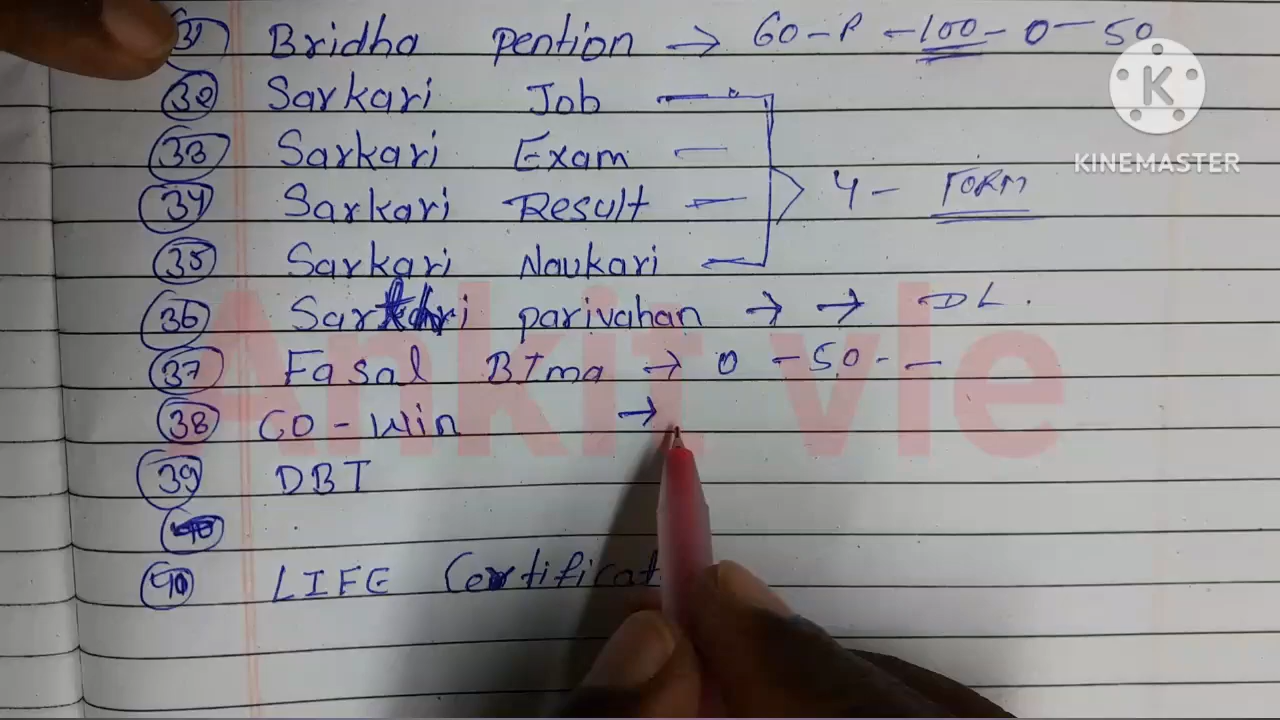 31 Bridha pention → 60-P - 100 - 0 - 50
32 Sarkari Job
33 Sarkari Exam
34 Sarkari Result
4 - FORM
35 Sarkari Naukari
36 Sarkari parivahan → → DL.
37 Fasal BIma → 0 - 50 - -
38 CO-Win →
39 DBT
40
40 LIFE Certificat
K
KINEMASTER
Ankit vle